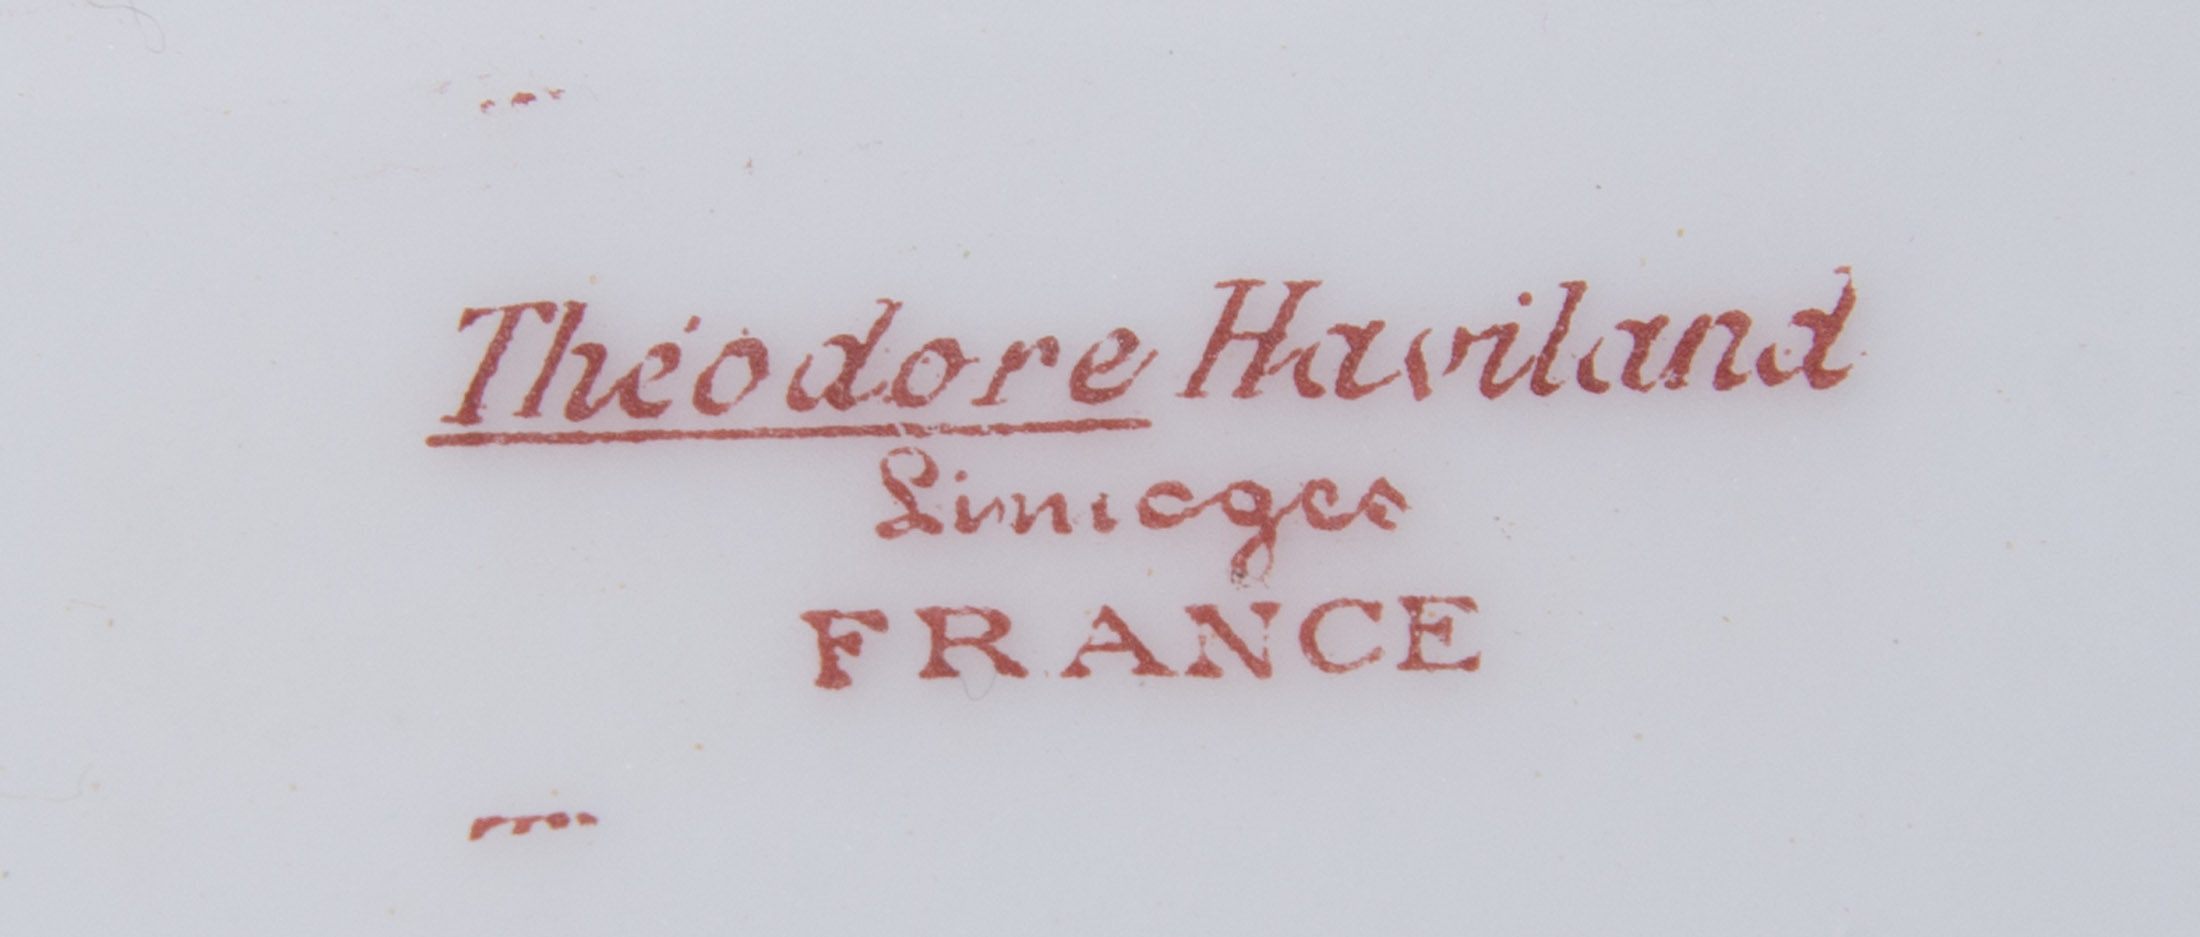 Théodore Haviland
Limoges
FRANCE